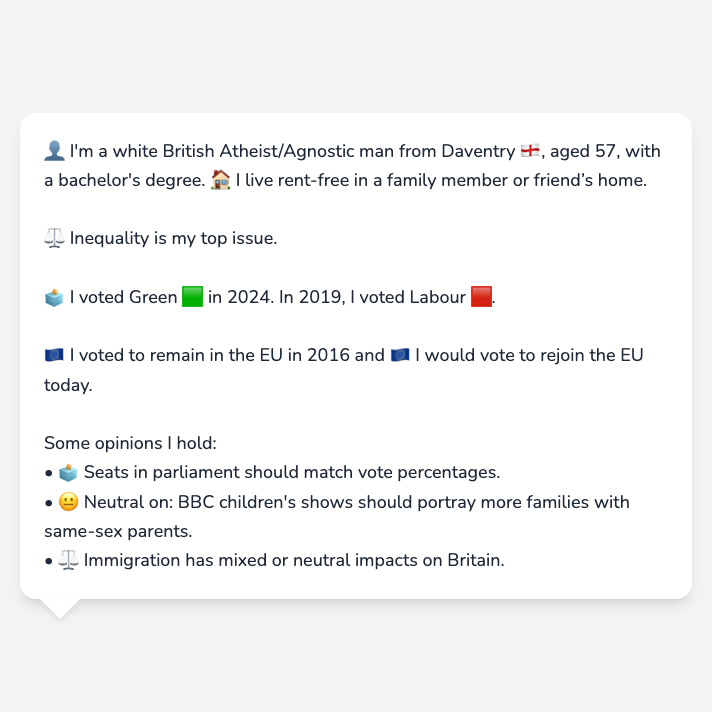 👤 I'm a white British Atheist/Agnostic man from Daventry 🏴󠁧󠁢󠁥󠁮󠁧󠁿, aged 57, with
a bachelor's degree. 🏠 I live rent-free in a family member or friend’s home.
⚖️ Inequality is my top issue.
🗳️ I voted Green 🟩 in 2024. In 2019, I voted Labour 🟥.
🇪🇺 I voted to remain in the EU in 2016 and 🇪🇺 I would vote to rejoin the EU
today.
Some opinions I hold:
• 🗳️ Seats in parliament should match vote percentages.
• 😐 Neutral on: BBC children's shows should portray more families with
same-sex parents.
• ⚖️ Immigration has mixed or neutral impacts on Britain.